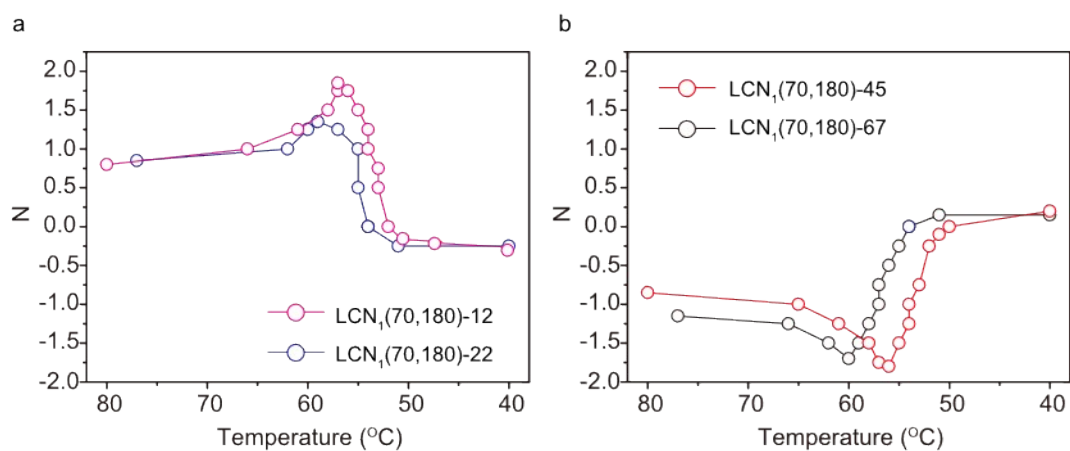 a
2.0
1.5
1.0
0.5
0.0
-0.5
-1.0
-1.5
-2.0
N
LCN₁(70,180)-12
LCN₁(70,180)-22
80 70 60 50 40
Temperature (°C)
b
2.0
1.5
1.0
0.5
0.0
-0.5
-1.0
-1.5
-2.0
N
LCN₁(70,180)-45
LCN₁(70,180)-67
80 70 60 50 40
Temperature (°C)